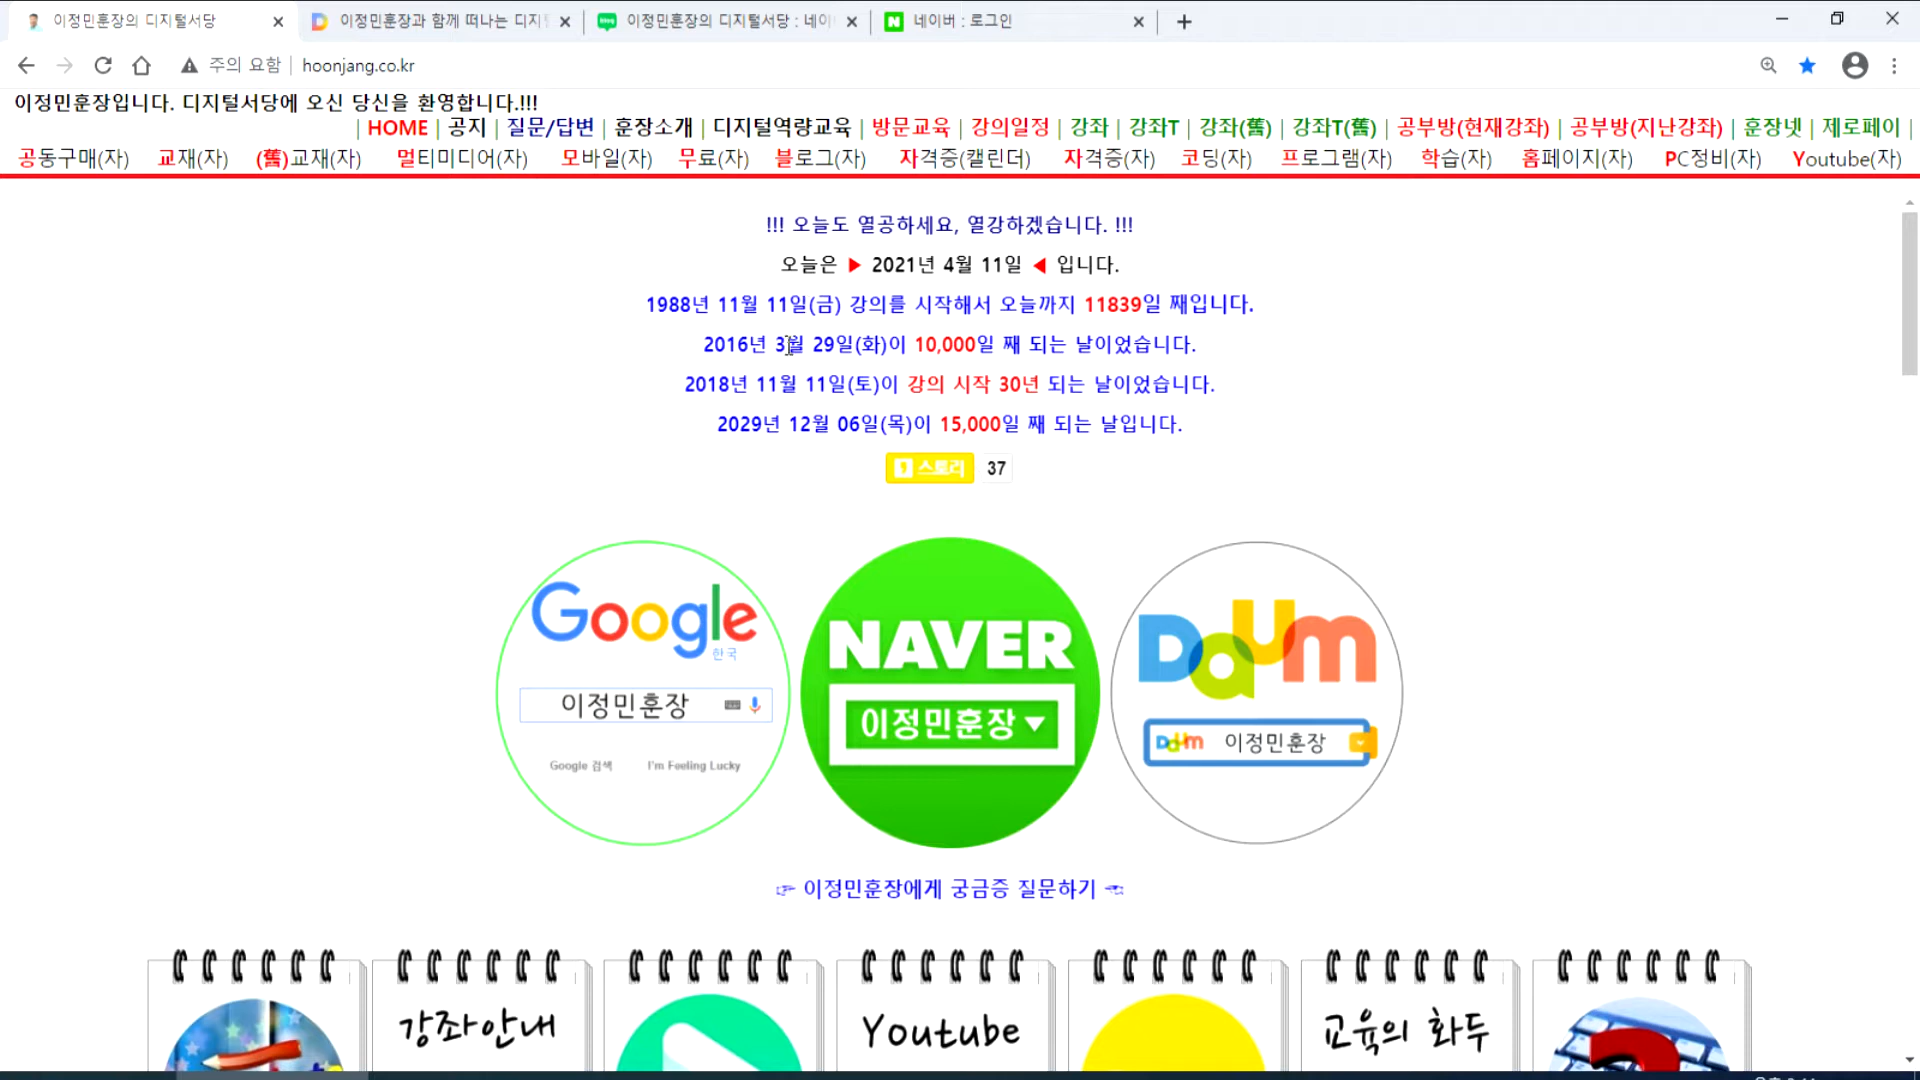 이정민훈장의 디지털서당
이정민훈장과 함께 떠나는 디지
이정민훈장의 디지털서당 : 네이
네이버 : 로그인
주의 요함 | hoonjang.co.kr
이정민훈장입니다. 디지털서당에 오신 당신을 환영합니다.!!!
| HOME | 공지 | 질문/답변 | 훈장소개 | 디지털역량교육 | 방문교육 | 강의일정 | 강좌 | 강좌T | 강좌(舊) | 강좌T(舊) | 공부방(현재강좌) | 공부방(지난강좌) | 훈장넷 | 제로페이 |
공동구매(자) 교재(자) (舊)교재(자) 멀티미디어(자) 모바일(자) 무료(자) 블로그(자) 자격증(캘린더) 자격증(자) 코딩(자) 프로그램(자) 학습(자) 홈페이지(자) PC정비(자) Youtube(자)
!!! 오늘도 열공하세요, 열강하겠습니다. !!!
오늘은 ▶ 2021년 4월 11일 ◀ 입니다.
1988년 11월 11일(금) 강의를 시작해서 오늘까지 11839일 째입니다.
2016년 3월 29일(화)이 10,000일 째 되는 날이었습니다.
2018년 11월 11일(토)이 강의 시작 30년 되는 날이었습니다.
2029년 12월 06일(목)이 15,000일 째 되는 날입니다.
스토리 37
Google
한국
이정민훈장
Google 검색 I'm Feeling Lucky
NAVER
이정민훈장▼
Daum
Daum 이정민훈장
☞ 이정민훈장에게 궁금증 질문하기 ☜
강좌안내
Youtube
교육의 화두